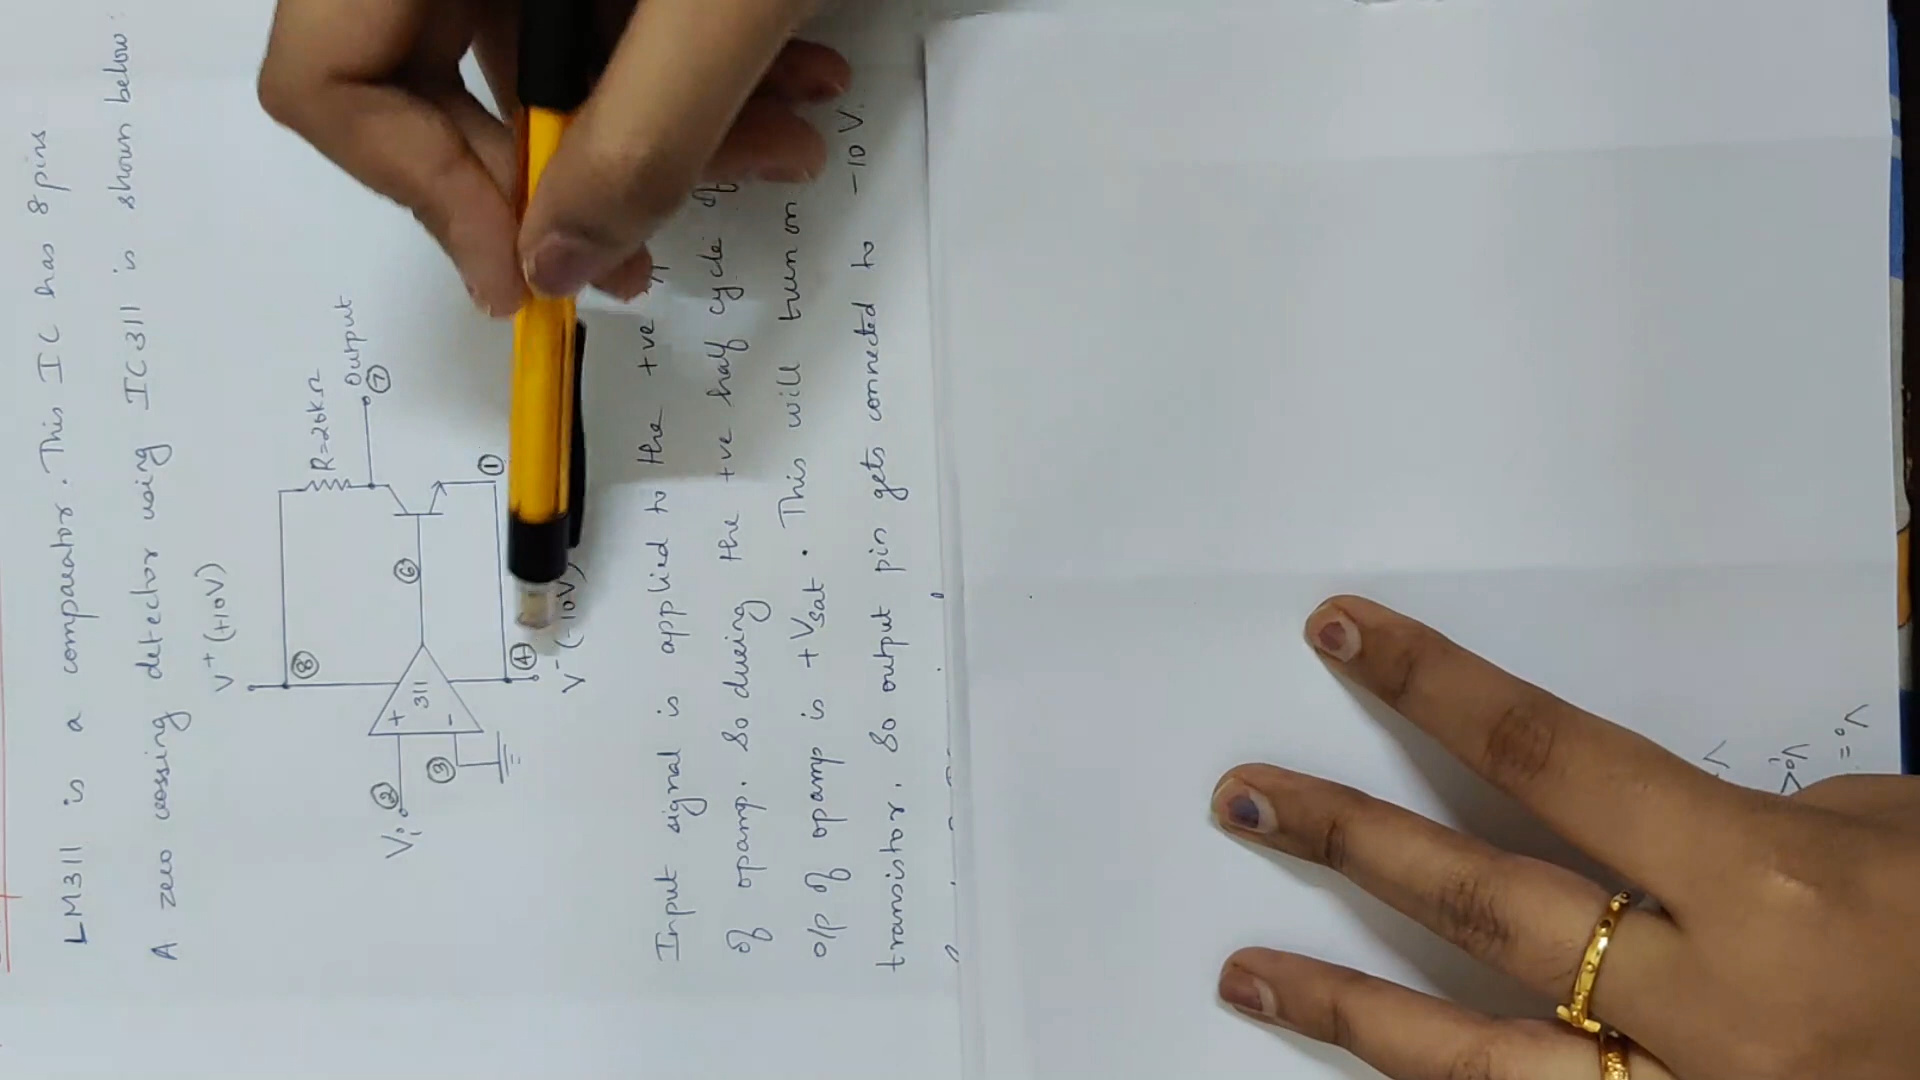 LM311 is a comparator. This IC has 8 pins
A zero crossing detector using IC311 is shown below:
V+ (+10V)
8
R=20KΩ
Output
7
6
+
311
-
Vi
2
3
1
4
V- (-10V)
Input signal is applied to the +ve
of opamp. So during the +ve half cycle of
o/p of opamp is +Vsat. This will turn on
transistor. So output pin gets connected to -10V.
V
Vo<
Vo=